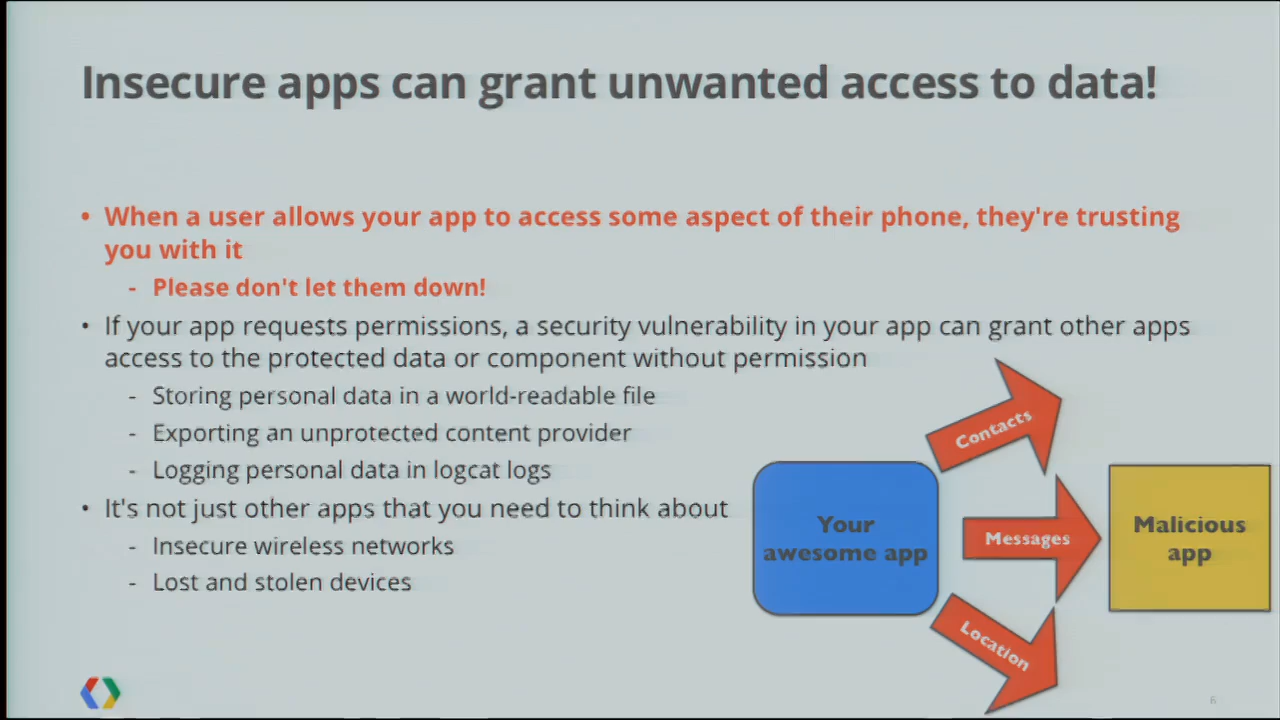 Insecure apps can grant unwanted access to data!
• When a user allows your app to access some aspect of their phone, they're trusting
you with it
- Please don't let them down!
• If your app requests permissions, a security vulnerability in your app can grant other apps
access to the protected data or component without permission
- Storing personal data in a world-readable file
- Exporting an unprotected content provider
- Logging personal data in logcat logs
• It's not just other apps that you need to think about
- Insecure wireless networks
- Lost and stolen devices
Contacts
Your
awesome app
Messages
Malicious
app
Location
6